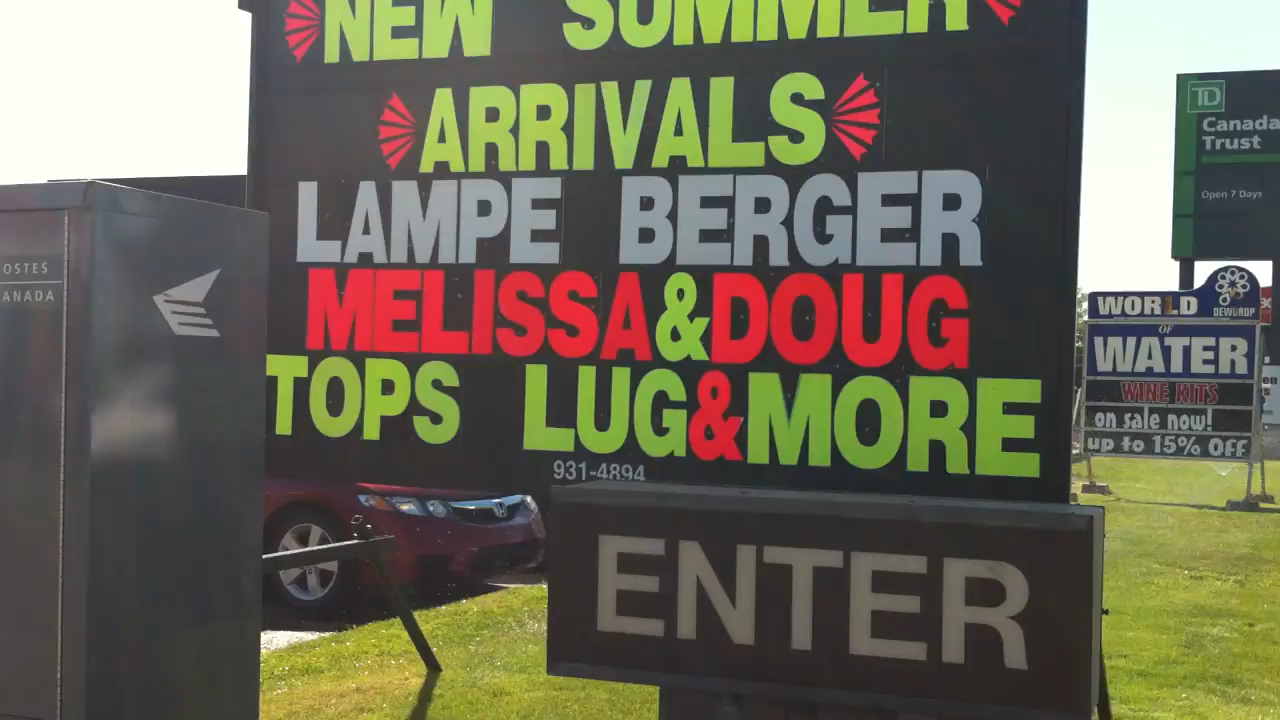 NEW SUMMER
ARRIVALS
LAMPE BERGER
MELISSA&DOUG
TOPS LUG&MORE
931-4894
ENTER
OSTES
ANADA
TD
Canada
Trust
Open 7 Days
WORLD
DEWDROP
OF
WATER
WINE KITS
on sale now!
up to 15% OFF